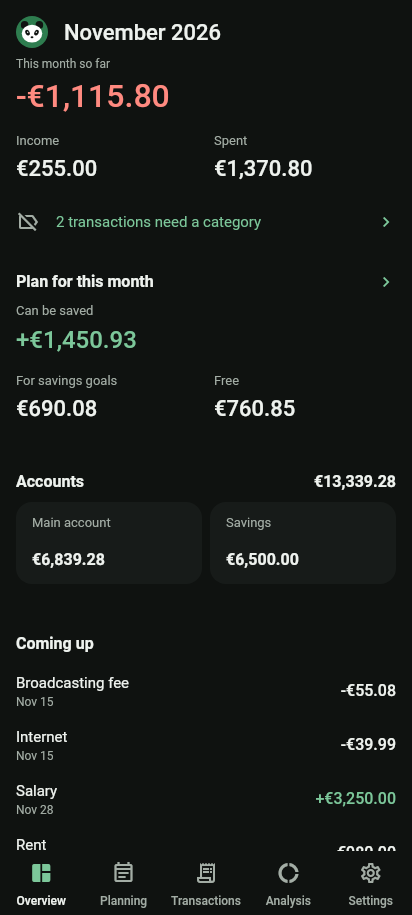 November 2026
This month so far
-€1,115.80
Income Spent
€255.00 €1,370.80
2 transactions need a category
Plan for this month
Can be saved
+€1,450.93
For savings goals Free
€690.08 €760.85
Accounts €13,339.28
Main account Savings
€6,839.28 €6,500.00
Coming up
Broadcasting fee -€55.08
Nov 15
Internet -€39.99
Nov 15
Salary +€3,250.00
Nov 28
Rent
Overview Planning Transactions Analysis Settings